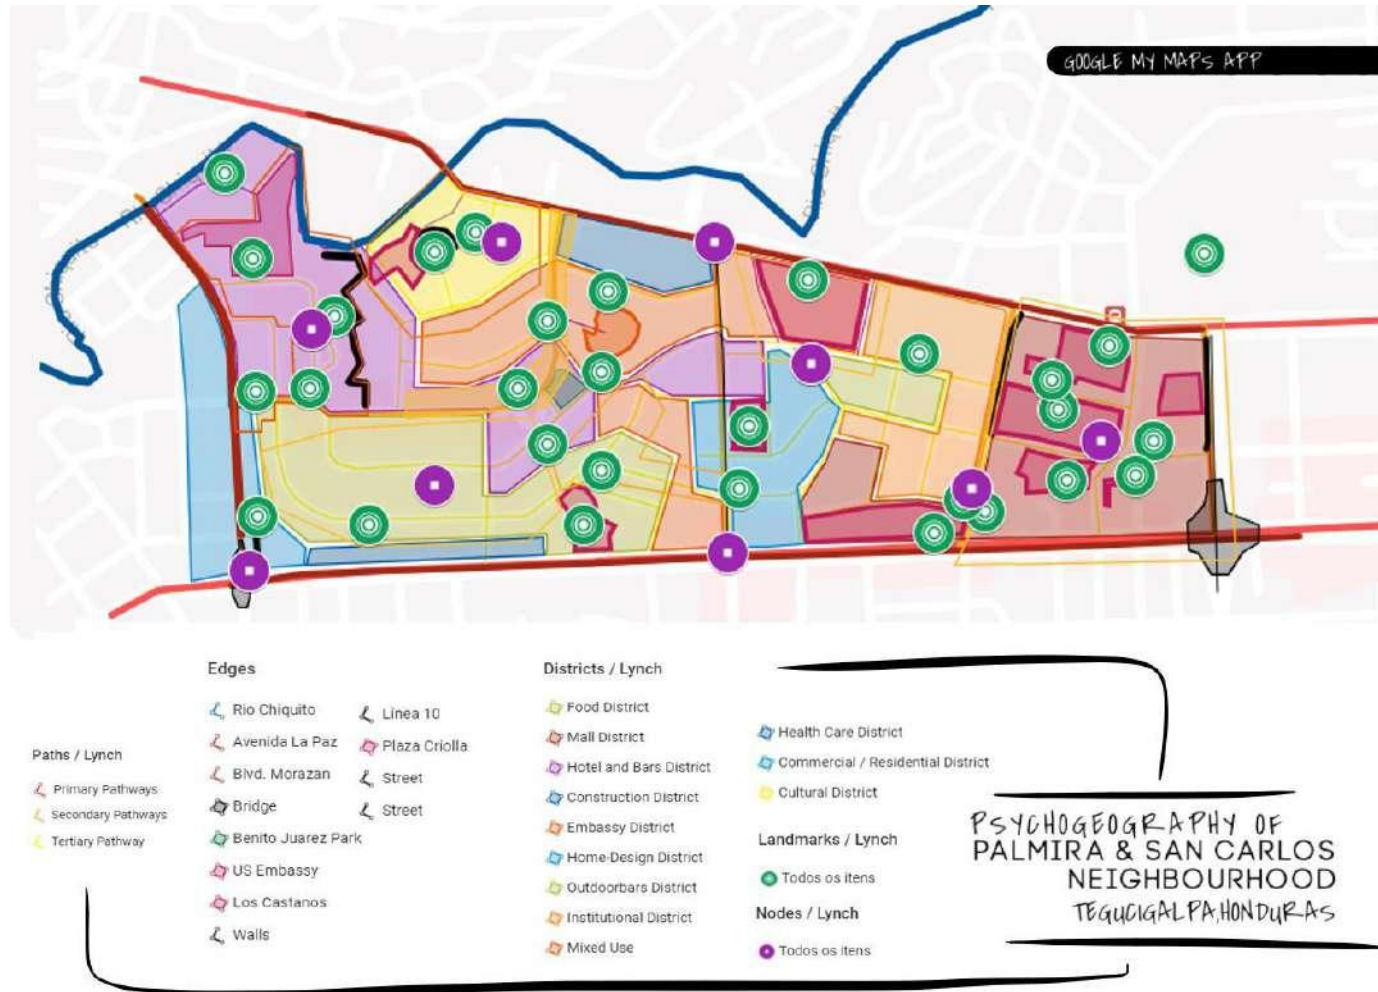 GOOGLE MY MAPS APP
Paths / Lynch
Primary Pathways
Secondary Pathways
Tertiary Pathway
Edges
Rio Chiquito
Avenida La Paz
Blvd. Morazan
Bridge
Benito Juarez Park
US Embassy
Los Castanos
Walls
Linea 10
Plaza Criolla
Street
Street
Districts / Lynch
Food District
Mall District
Hotel and Bars District
Construction District
Embassy District
Home-Design District
Outdoorbars District
Institutional District
Mixed Use
Health Care District
Commercial / Residential District
Cultural District
Landmarks / Lynch
Todos os itens
Nodes / Lynch
Todos os itens
PSYCHOGEOGRAPHY OF
PALMIRA & SAN CARLOS
NEIGHBOURHOOD
TEGUCIGALPA,HONDURAS